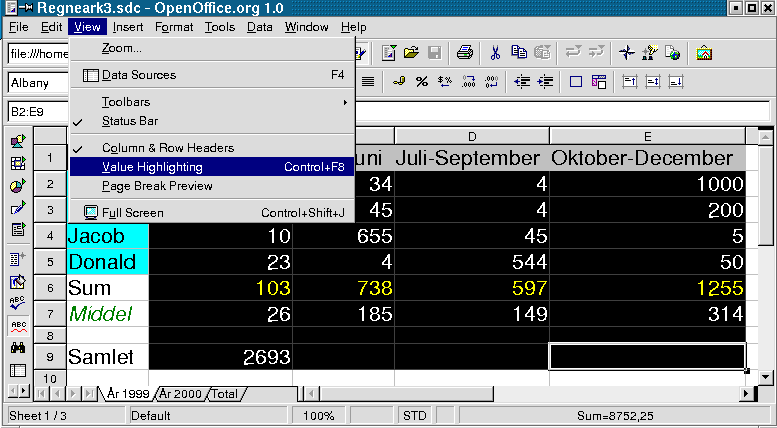 Regneark3.sdc - OpenOffice.org 1.0
File Edit View Insert Format Tools Data Window Help
file:///home
Zoom...
Data Sources F4
Toolbars
Status Bar
Column & Row Headers
Value Highlighting Control+F8
Page Break Preview
Full Screen Control+Shift+J
Albany
B2:E9
D E
1 uni Juli-September Oktober-December
2 34 4 1000
3 45 4 200
4 Jacob 10 655 45 5
5 Donald 23 4 544 50
6 Sum 103 738 597 1255
7 Middel 26 185 149 314
8
9 Samlet 2693
10
År 1999 År 2000 Total
Sheet 1 / 3 Default 100% STD Sum=8752,25